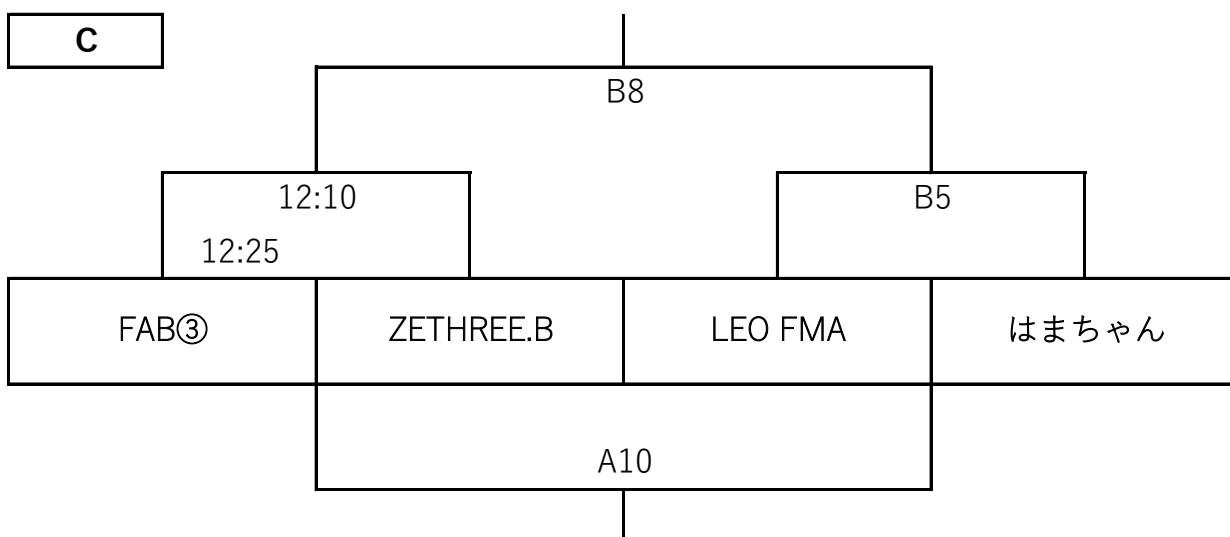 C
B8
12:10
B5
12:25
FAB③
ZETHREE.B
LEO FMA
はまちゃん
A10